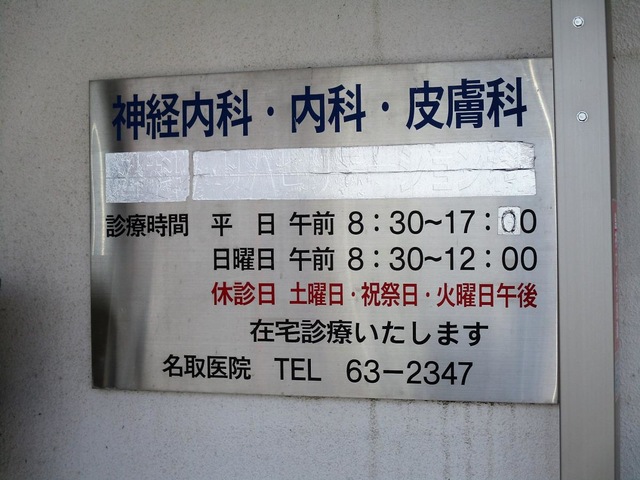 神経内科・内科・皮膚科
診療時間 平 日 午前 8：30~17：00
日曜日 午前 8：30~12：00
休診日 土曜日・祝祭日・火曜日午後
在宅診療いたします
名取医院 TEL 63-2347